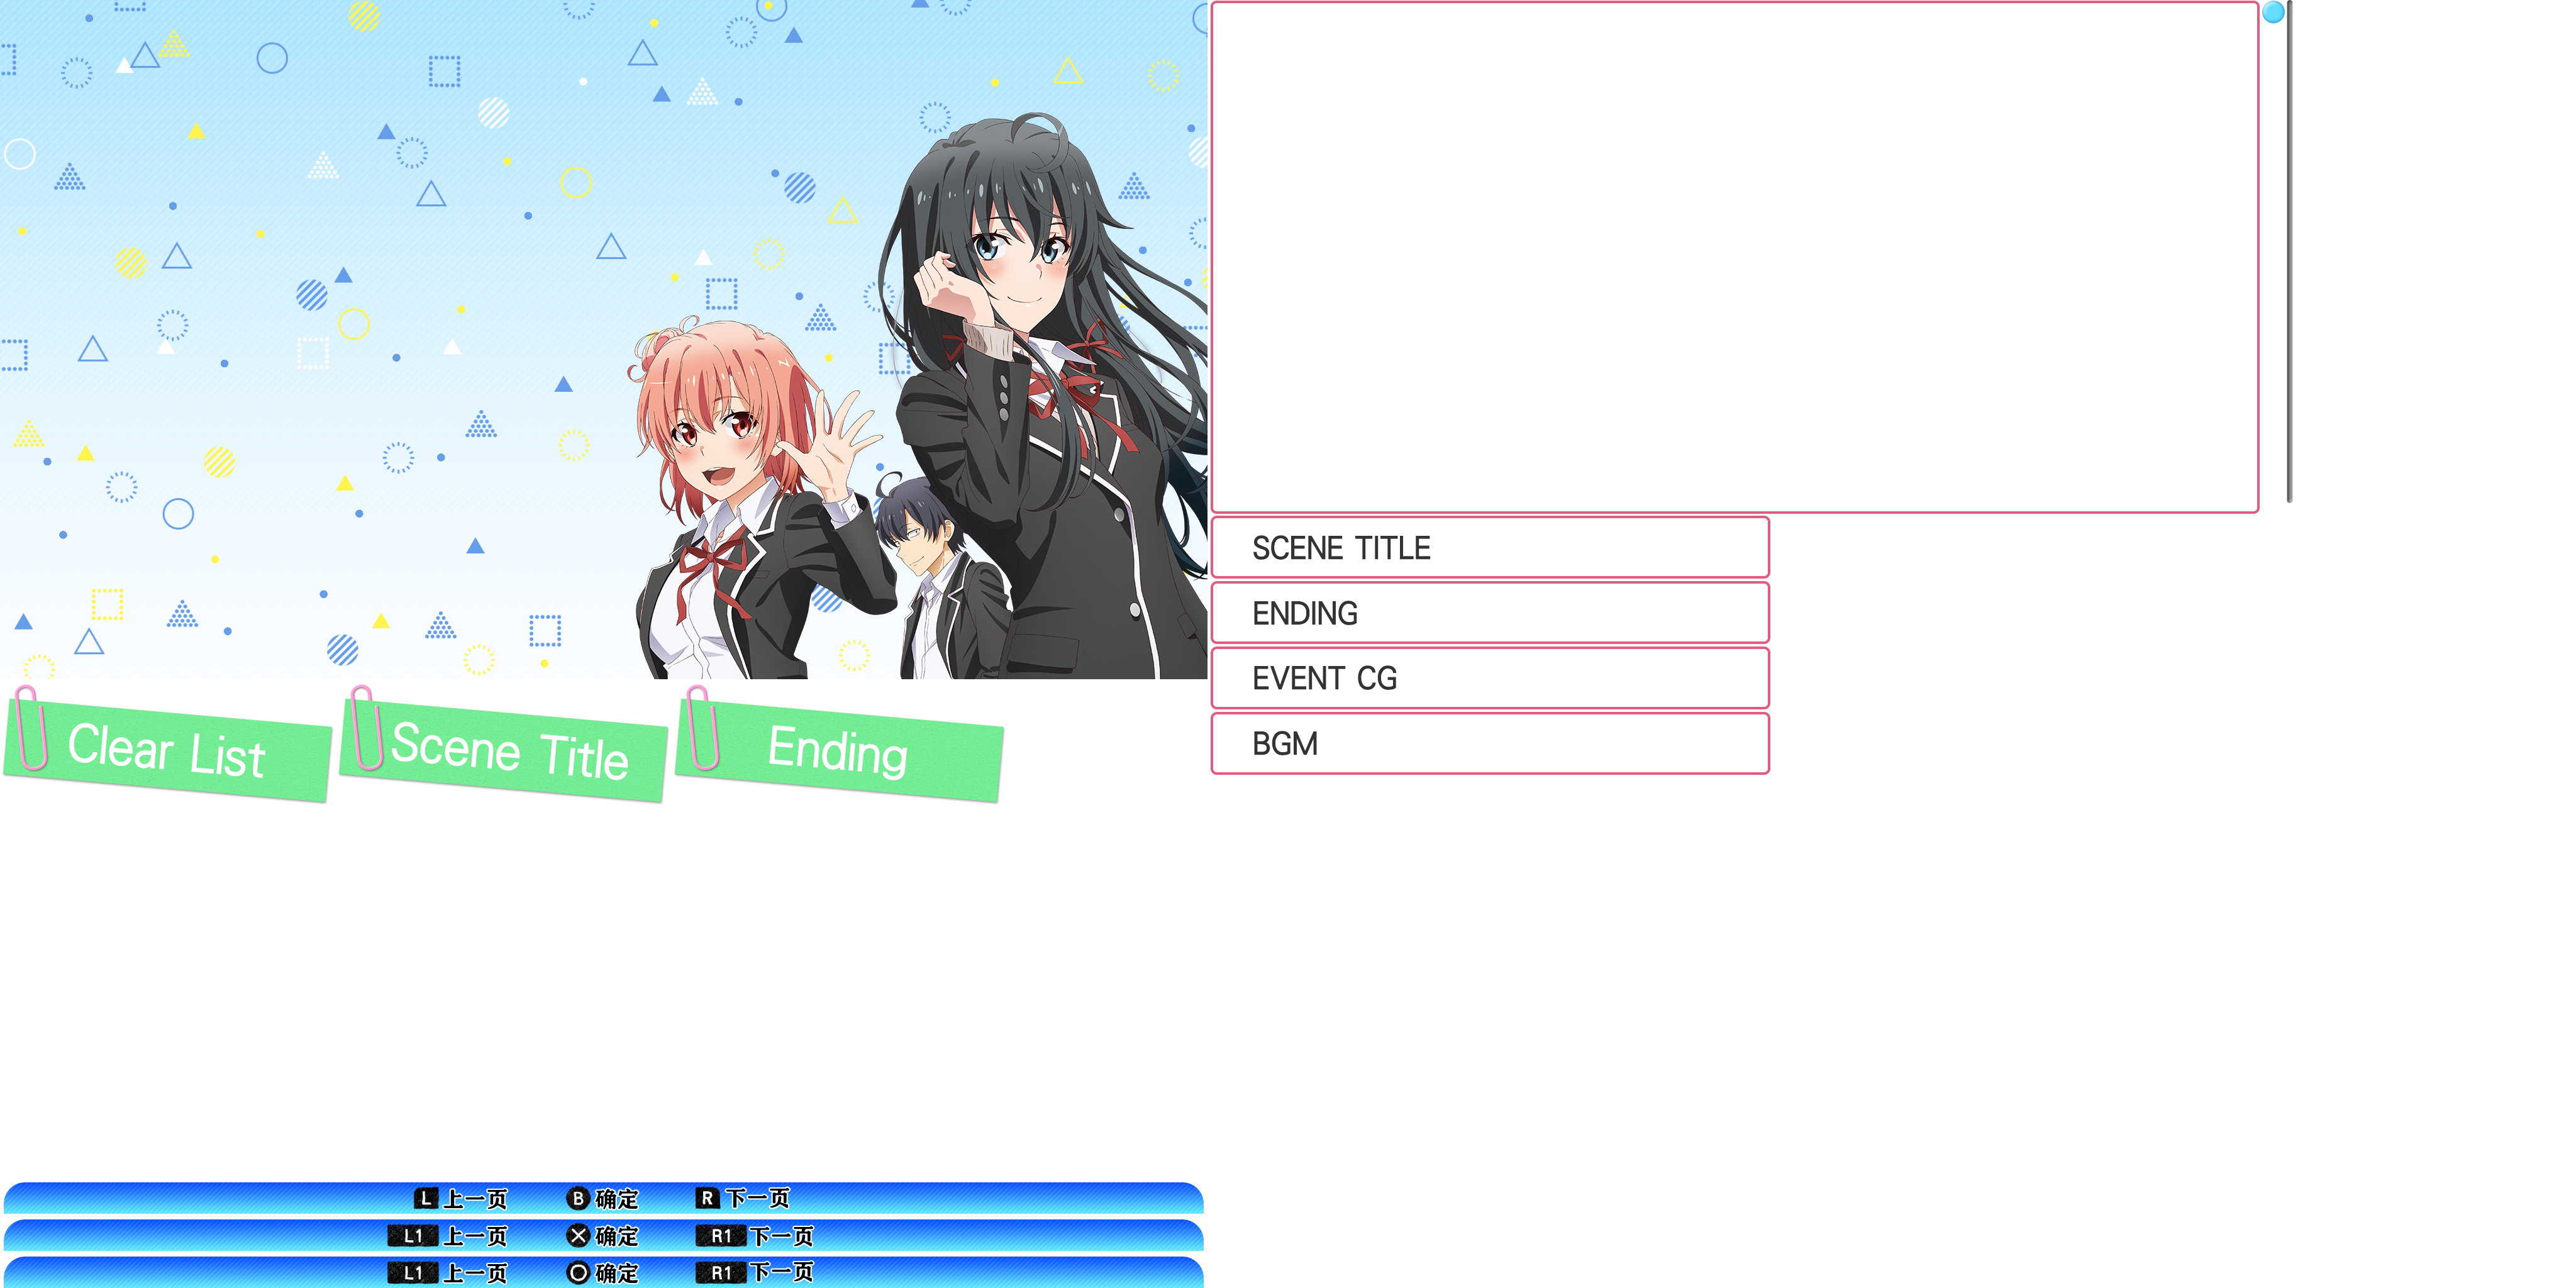 SCENE TITLE
ENDING
EVENT CG
BGM
Clear List
Scene Title
Ending
L 上一页 B 确定 R 下一页
L1 上一页 ✕ 确定 R1 下一页
L1 上一页 ○ 确定 R1 下一页